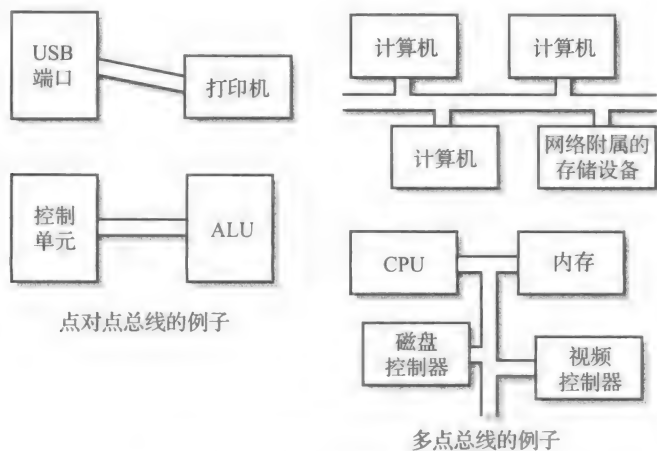 USB
端口
打印机
控制
单元
ALU
点对点总线的例子
计算机
计算机
计算机
网络附属的
存储设备
CPU
内存
磁盘
控制器
视频
控制器
多点总线的例子